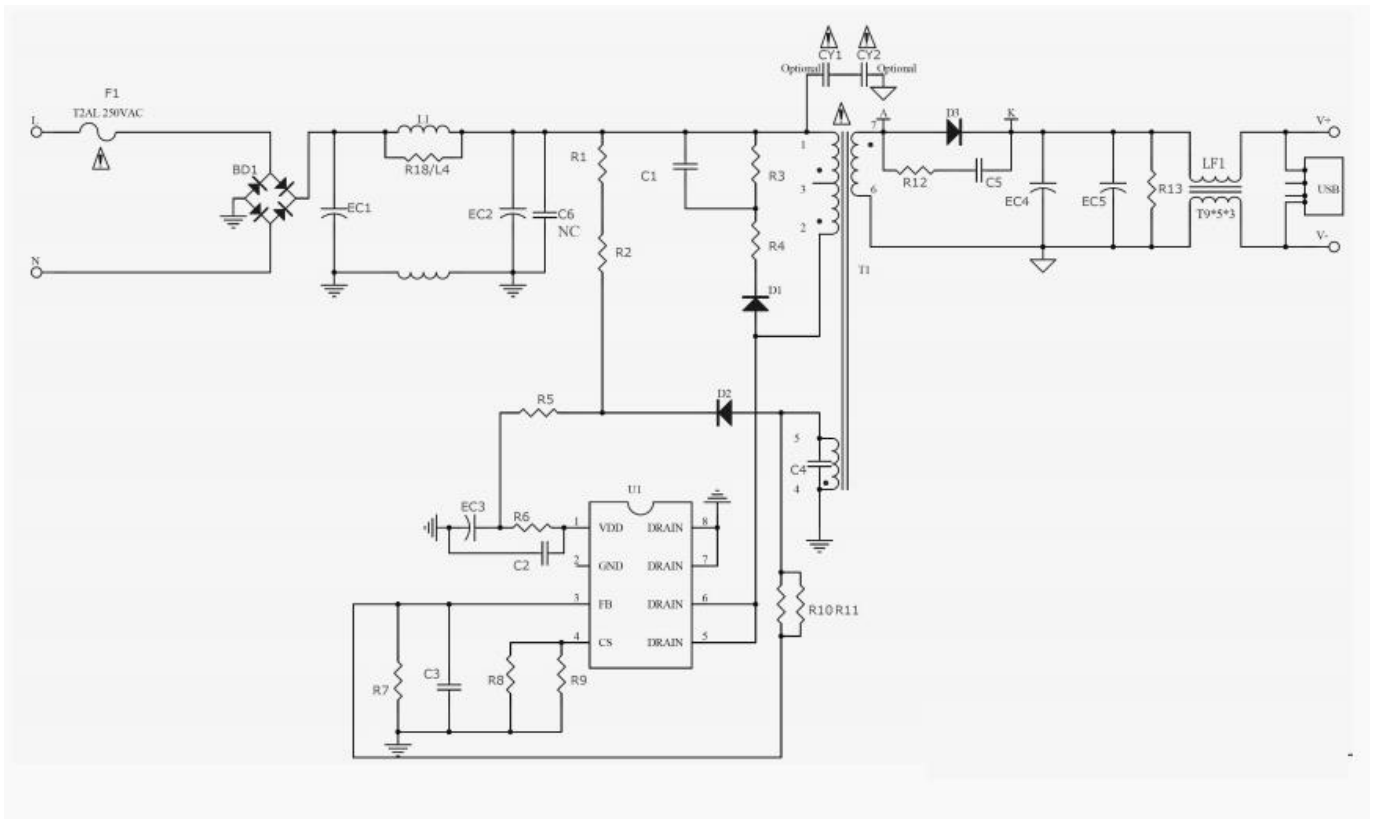 CY1
CY2
Optional
Optional
F1
T2AL 250VAC
L
L1
R18/L4
BD1
EC1
EC2
C6
NC
R1
R2
C1
R3
R4
D1
1
3
2
7
6
T1
A
D3
K
R12
C5
EC4
EC5
R13
LF1
T9*5*3
V+
USB
V-
N
R5
D2
5
C4
4
U1
EC3
R6
C2
1
VDD
DRAIN
8
2
GND
DRAIN
7
3
FB
DRAIN
6
4
CS
DRAIN
5
R10R11
R7
C3
R8
R9